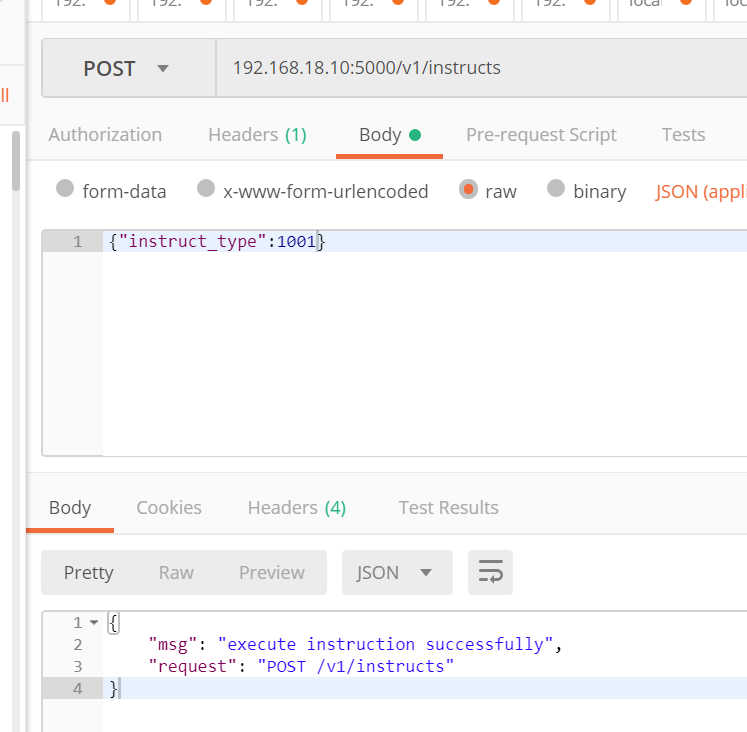 192. 192. 192. 192. 192. 192. loca loc
POST 192.168.18.10:5000/v1/instructs
ll
Authorization Headers (1) Body Pre-request Script Tests
form-data x-www-form-urlencoded raw binary JSON (appli
1 {"instruct_type":1001}
Body Cookies Headers (4) Test Results
Pretty Raw Preview JSON
1 {
2 "msg": "execute instruction successfully",
3 "request": "POST /v1/instructs"
4 }